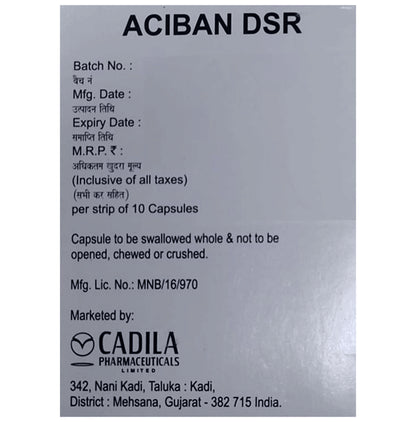 ACIBAN DSR
Batch No. :
बैच नं
Mfg. Date :
उत्पादन तिथि
Expiry Date :
समाप्ति तिथि
M.R.P. ₹ :
अधिकतम खुदरा मूल्य
(Inclusive of all taxes)
(सभी कर सहित)
per strip of 10 Capsules
Capsule to be swallowed whole & not to be
opened, chewed or crushed.
Mfg. Lic. No.: MNB/16/970
Marketed by:
CADILA
PHARMACEUTICALS
LIMITED
342, Nani Kadi, Taluka : Kadi,
District : Mehsana, Gujarat - 382 715 India.